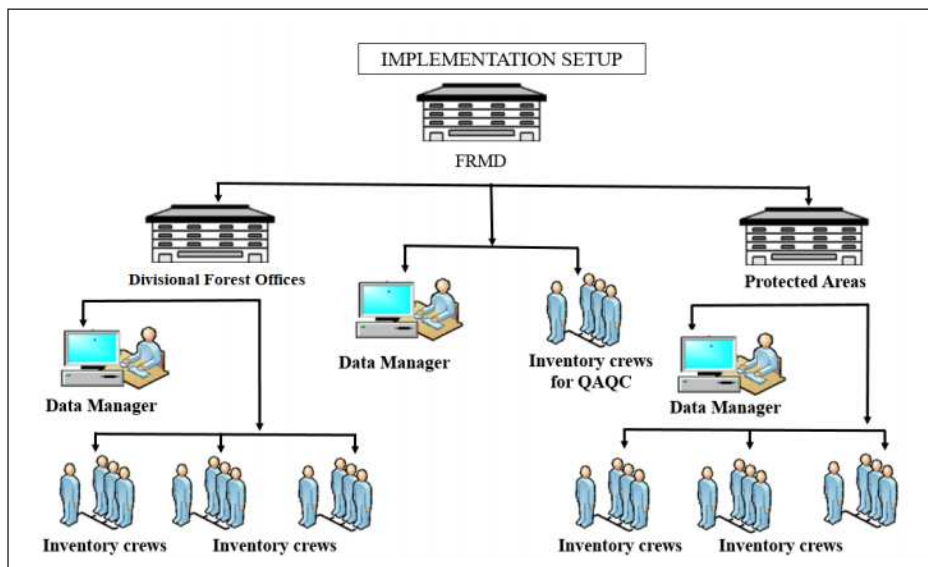 IMPLEMENTATION SETUP
FRMD
Divisional Forest Offices
Protected Areas
Data Manager
Inventory crews
for QAQC
Data Manager
Data Manager
Inventory crews
Inventory crews
Inventory crews
Inventory crews